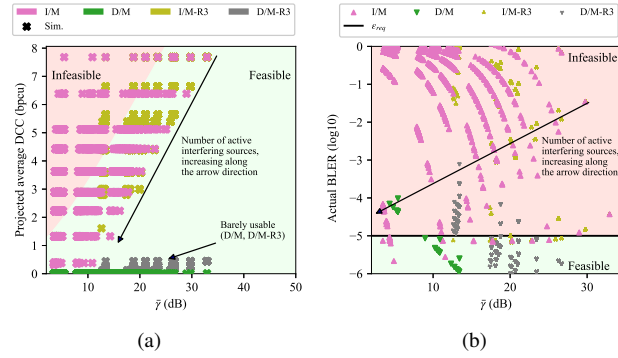 I/M
D/M
I/M-R3
D/M-R3
Sim.
8
7
6
5
4
3
2
1
0
Projected average DCC (bpcu)
Infeasible
Feasible
Number of active
interfering sources,
increasing along
the arrow direction
Barely usable
(D/M, D/M-R3)
0
10
20
30
40
50
γ̄ (dB)
(a)
I/M
D/M
I/M-R3
D/M-R3
ε_req
0
−1
−2
−3
−4
−5
−6
Actual BLER (log10)
Infeasible
Number of active
interfering sources,
increasing along
the arrow direction
Feasible
10
20
30
γ̄ (dB)
(b)